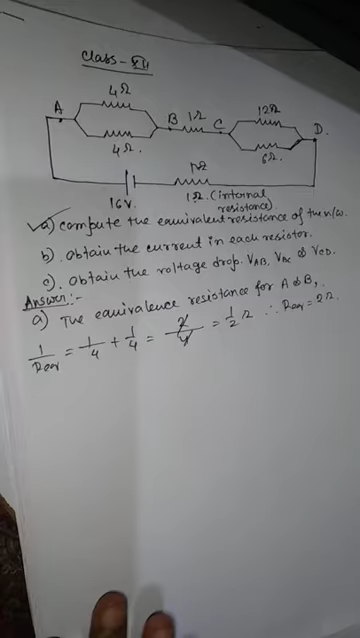 Class - XII
4Ω
A
B
1Ω
C
12Ω
D.
4Ω.
6Ω.
1Ω
16V.
1Ω (internal
resistance)
a) compute the equivalent resistance of the n/w.
b). obtain the current in each resistor.
c). obtain the voltage drop. VAB, VBC & VCD.
Answer:-
a) The equivalence resistance for A & B,
1/Req = 1/4 + 1/4 = 2/4 = 1/2 Ω ∴ Req = 2Ω.